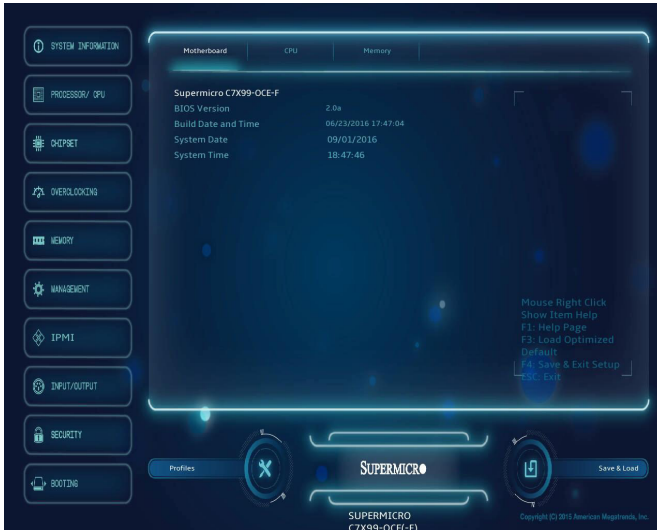 SYSTEM INFORMATION
PROCESSOR/ CPU
CHIPSET
OVERCLOCKING
MEMORY
MANAGEMENT
IPMI
INPUT/OUTPUT
SECURITY
BOOTING
Motherboard CPU Memory
Supermicro C7X99-OCE-F
BIOS Version 2.0a
Build Date and Time 06/23/2016 17:47:04
System Date 09/01/2016
System Time 18:47:46
Mouse Right Click
Show Item Help
F1: Help Page
F3: Load Optimized
Default
F4: Save & Exit Setup
ESC: Exit
Profiles
SUPERMICRO
Save & Load
SUPERMICRO
C7X99-OCE(-F)
Copyright (C) 2015 American Megatrends, Inc.